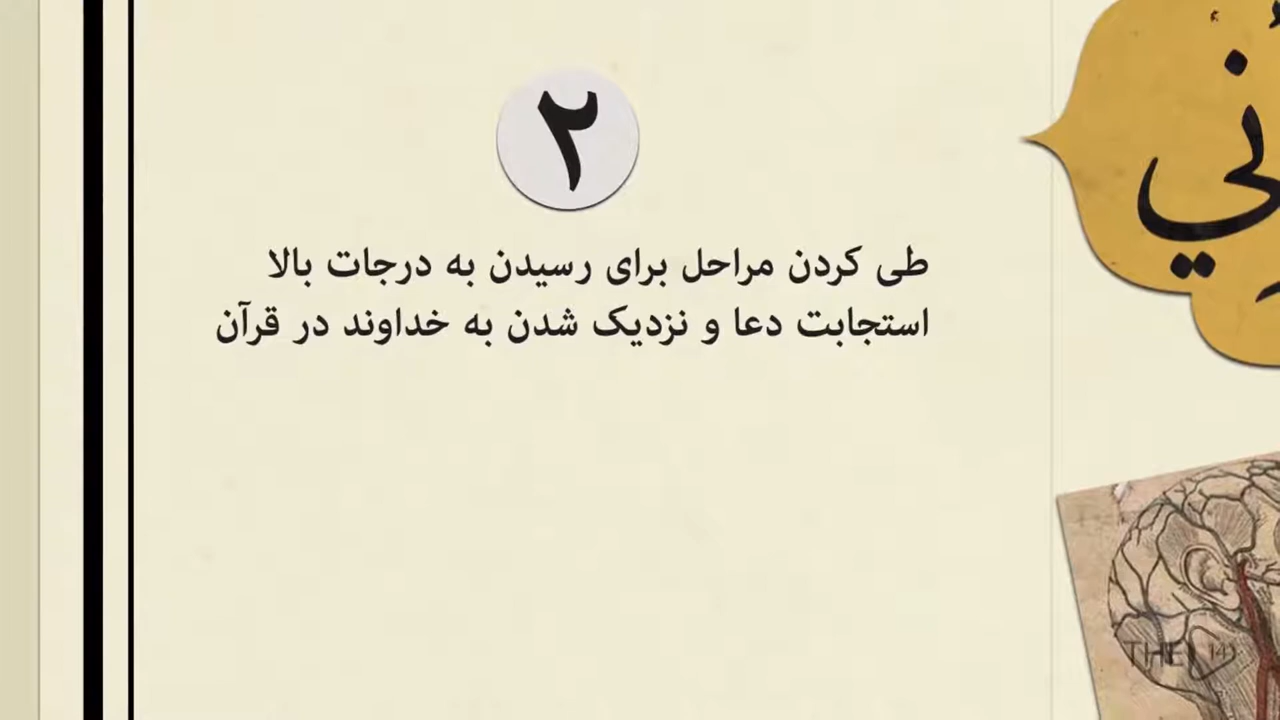 ۲
طی کردن مراحل برای رسیدن به درجات بالا
استجابت دعا و نزدیک شدن به خداوند در قرآن